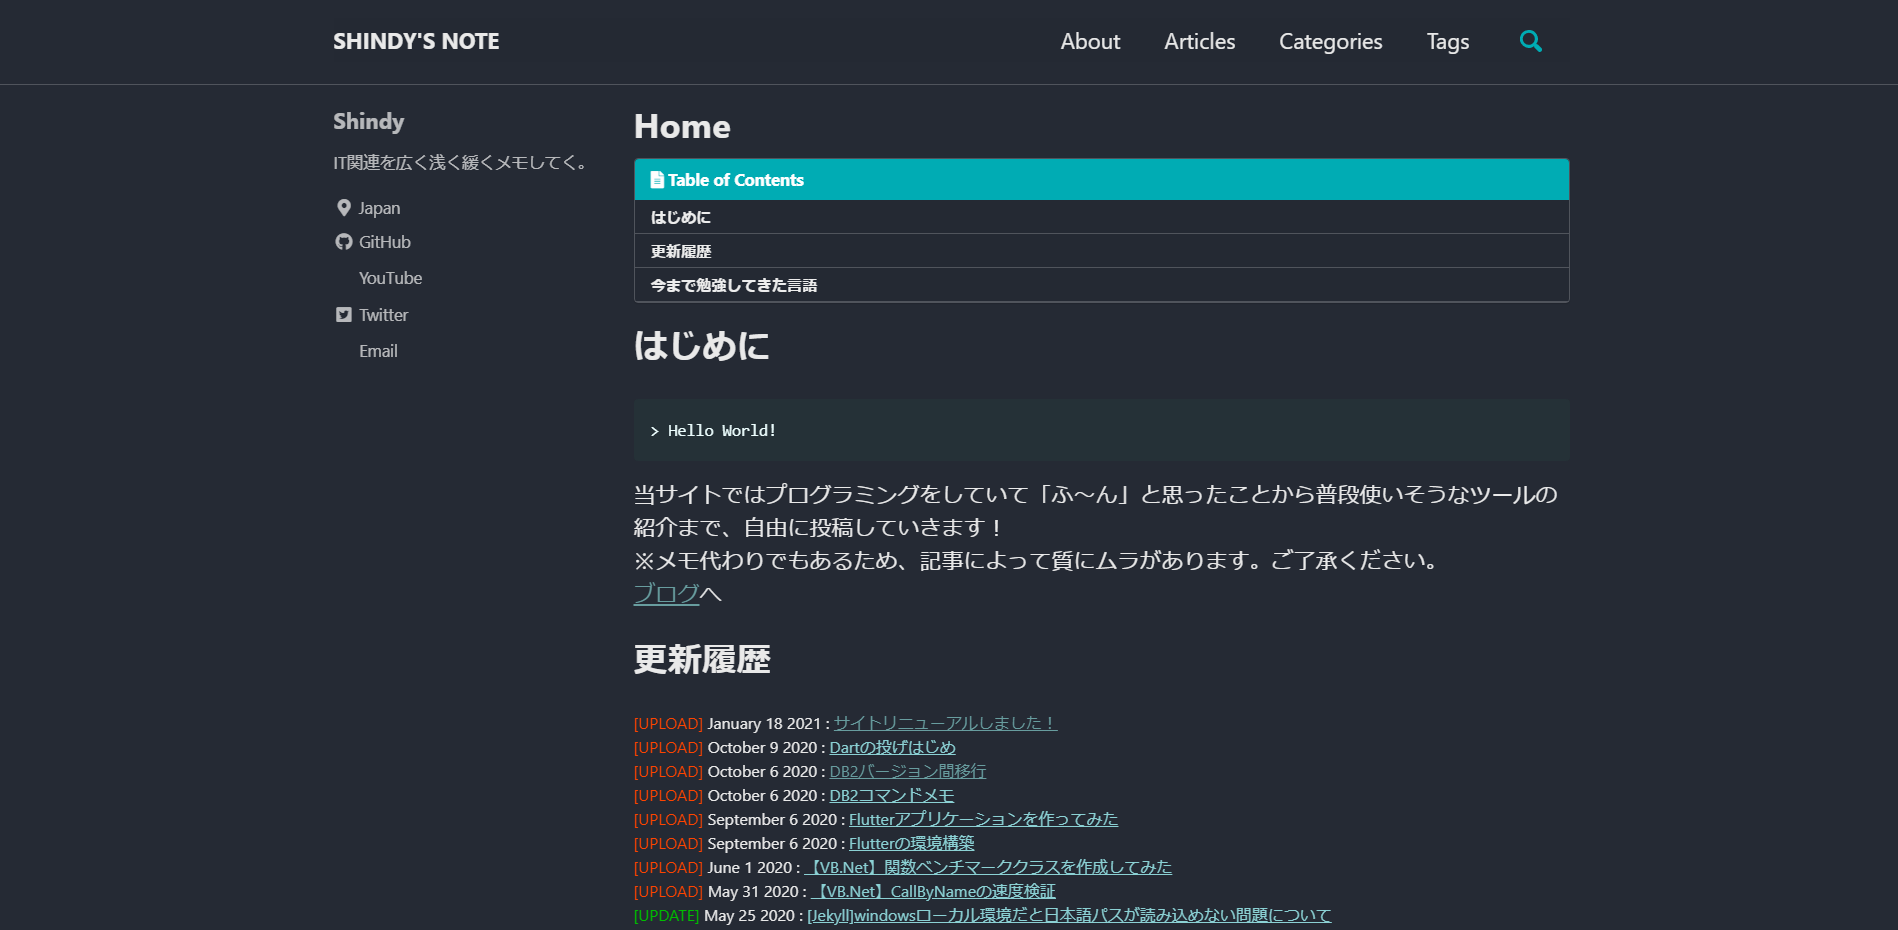 SHINDY'S NOTE
About Articles Categories Tags
Shindy
IT関連を広く浅く緩くメモしてく。
Japan
GitHub
YouTube
Twitter
Email
Home
Table of Contents
はじめに
更新履歴
今まで勉強してきた言語
はじめに
> Hello World!
当サイトではプログラミングをしていて「ふ～ん」と思ったことから普段使いそうなツールの
紹介まで、自由に投稿していきます！
※メモ代わりでもあるため、記事によって質にムラがあります。ご了承ください。
ブログへ
更新履歴
[UPLOAD] January 18 2021 : サイトリニューアルしました！
[UPLOAD] October 9 2020 : Dartの投げはじめ
[UPLOAD] October 6 2020 : DB2バージョン間移行
[UPLOAD] October 6 2020 : DB2コマンドメモ
[UPLOAD] September 6 2020 : Flutterアプリケーションを作ってみた
[UPLOAD] September 6 2020 : Flutterの環境構築
[UPLOAD] June 1 2020 : 【VB.Net】関数ベンチマーククラスを作成してみた
[UPLOAD] May 31 2020 : 【VB.Net】CallByNameの速度検証
[UPDATE] May 25 2020 : [Jekyll]windowsローカル環境だと日本語パスが読み込めない問題について